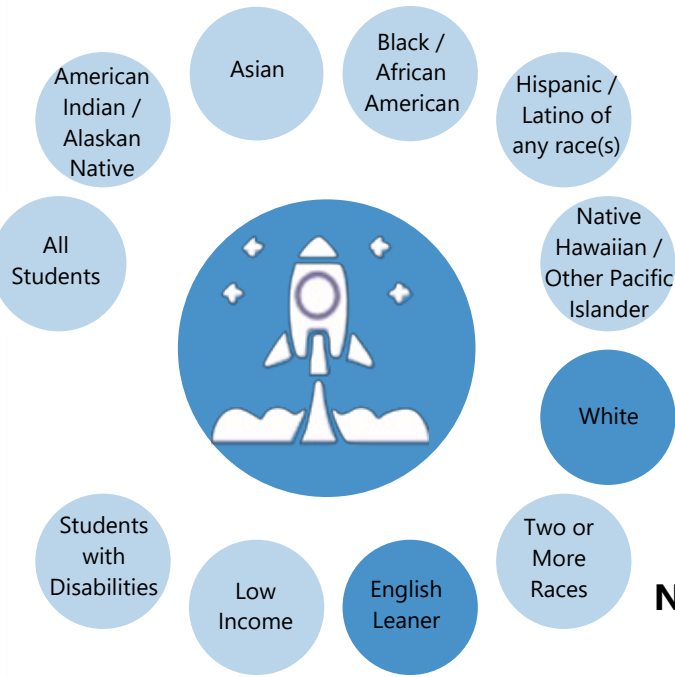 American
Indian /
Alaskan
Native
Asian
Black /
African
American
Hispanic /
Latino of
any race(s)
All
Students
Native
Hawaiian /
Other Pacific
Islander
White
Students
with
Disabilities
Low
Income
English
Leaner
Two or
More
Races
N